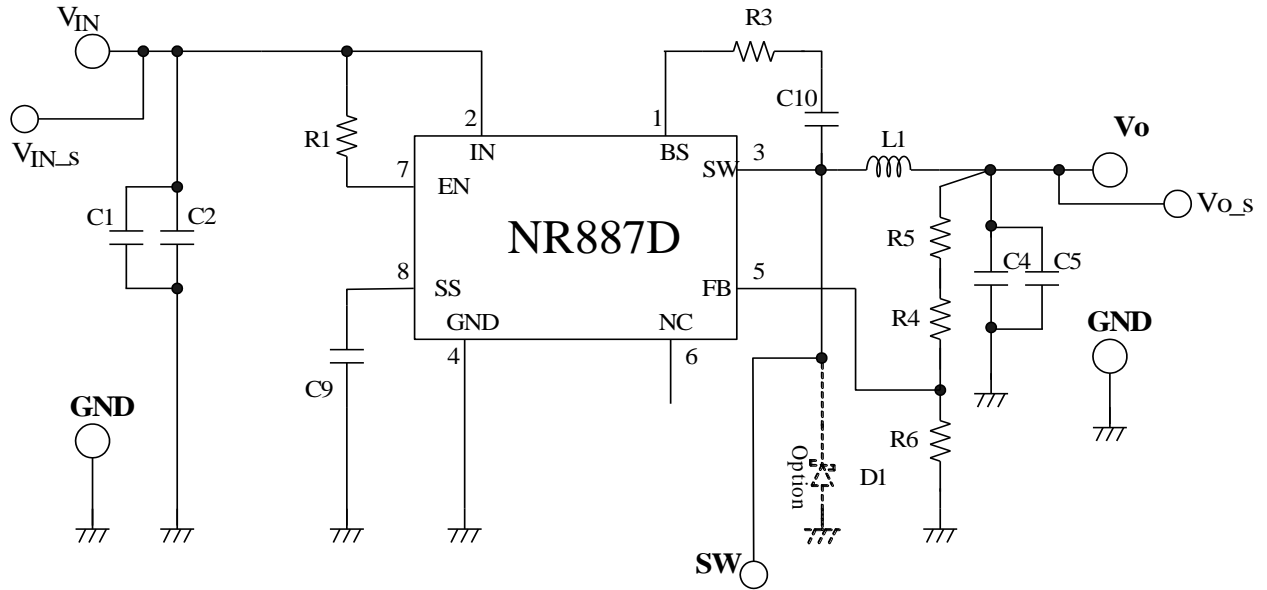 VIN
R3
C10
VIN_s
R1
2
1
IN
BS
SW
3
L1
Vo
Vo_s
7
EN
C1
C2
NR887D
R5
8
SS
FB
5
C4
C5
GND
NC
R4
GND
4
6
C9
GND
R6
Option
D1
SW